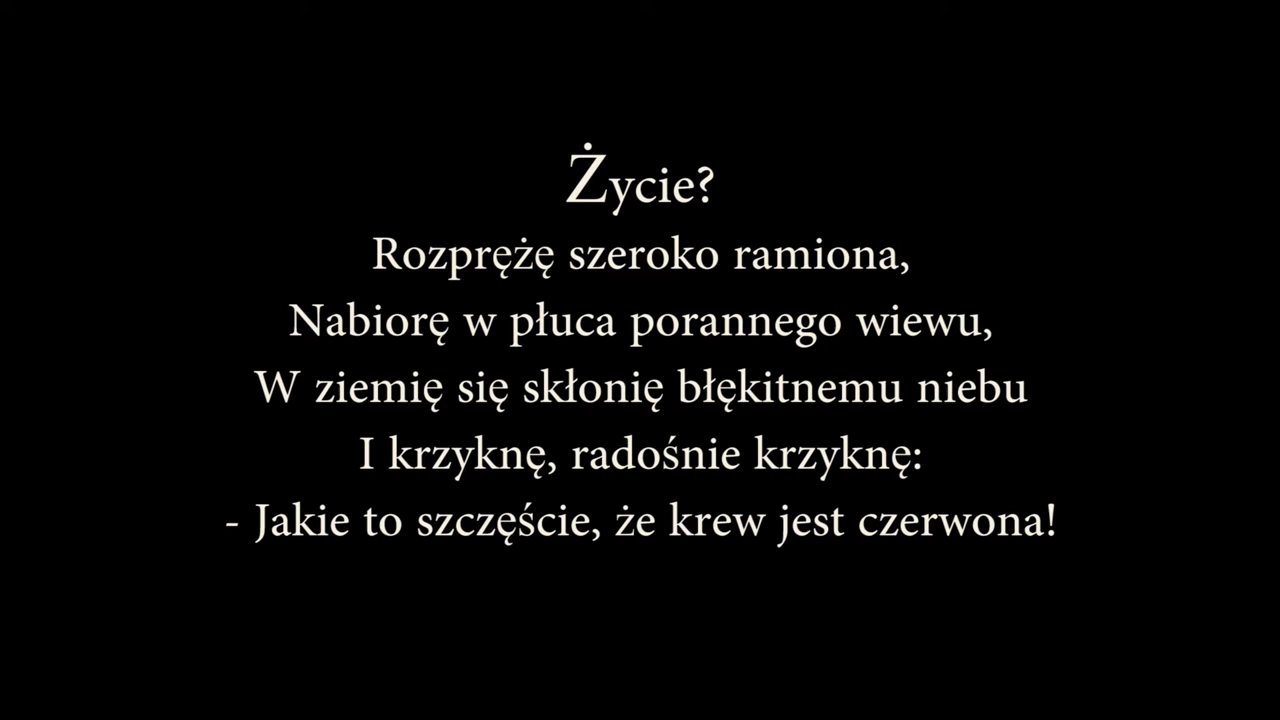 Życie?
Rozprężę szeroko ramiona,
Nabiorę w płuca porannego wiewu,
W ziemię się skłonię błękitnemu niebu
I krzyknę, radośnie krzyknę:
- Jakie to szczęście, że krew jest czerwona!